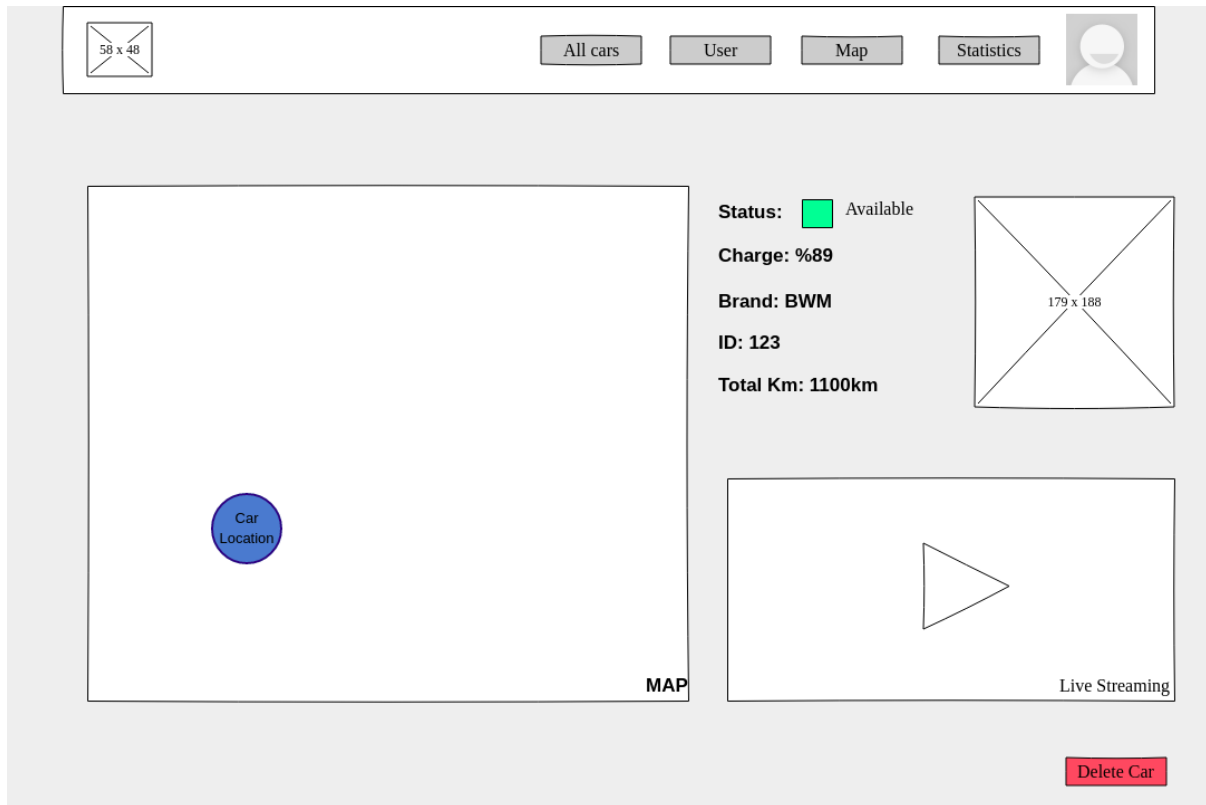 58 x 48
All cars
User
Map
Statistics
Status:
Available
Charge: %89
Brand: BWM
ID: 123
Total Km: 1100km
179 x 188
Car
Location
MAP
Live Streaming
Delete Car